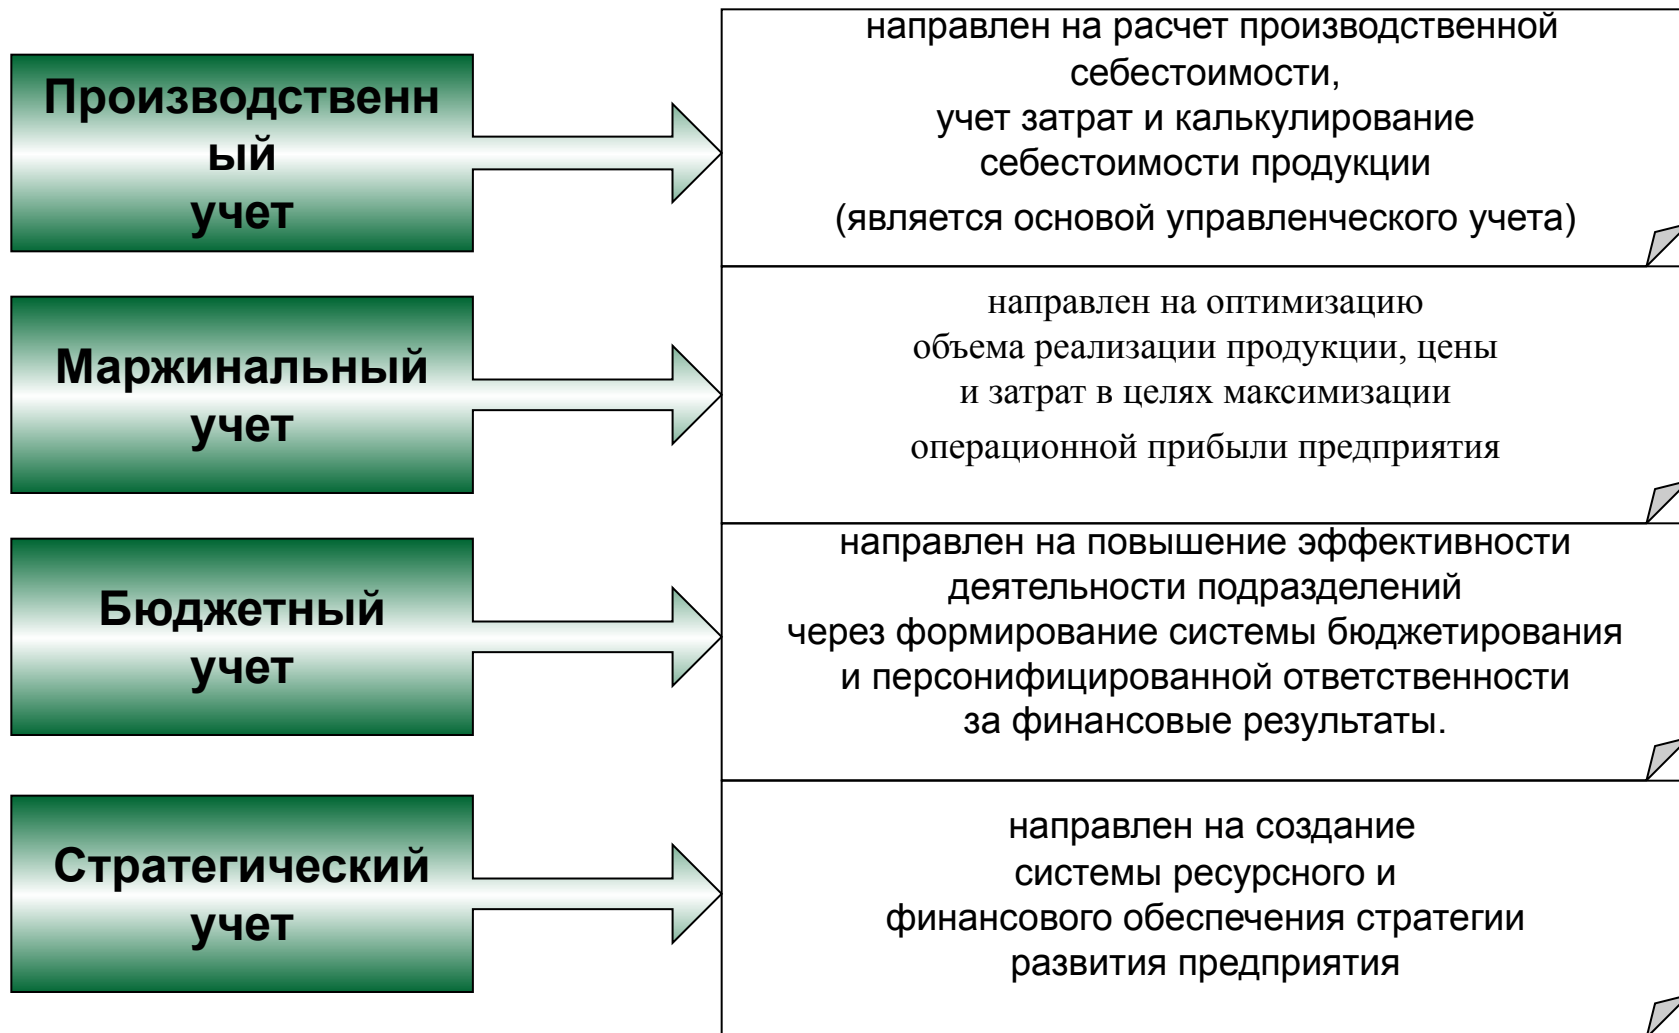 Производственн
ый
учет
направлен на расчет производственной
себестоимости,
учет затрат и калькулирование
себестоимости продукции
(является основой управленческого учета)
Маржинальный
учет
направлен на оптимизацию
объема реализации продукции, цены
и затрат в целях максимизации
операционной прибыли предприятия
Бюджетный
учет
направлен на повышение эффективности
деятельности подразделений
через формирование системы бюджетирования
и персонифицированной ответственности
за финансовые результаты.
Стратегический
учет
направлен на создание
системы ресурсного и
финансового обеспечения стратегии
развития предприятия